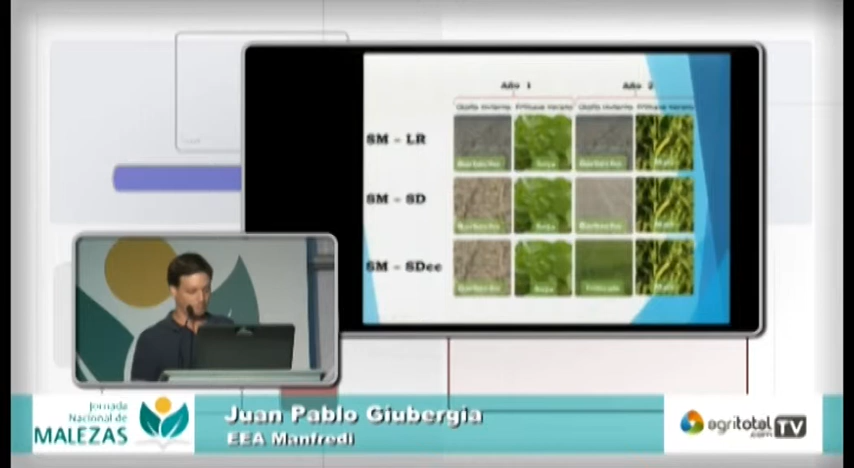 Año 1
Año 2
Otoño Invierno
Primave Verano
Otoño Invierno
Primave Verano
SM - LR
Barbecho
Soja
Barbecho
Maíz
SM - SD
Barbecho
Soja
Barbecho
Maíz
SM - SDcc
Barbecho
Soja
Triticale
Maíz
Jornada
Nacional de
MALEZAS
Juan Pablo Giubergia
EEA Manfredi
agritotal
.com
TV